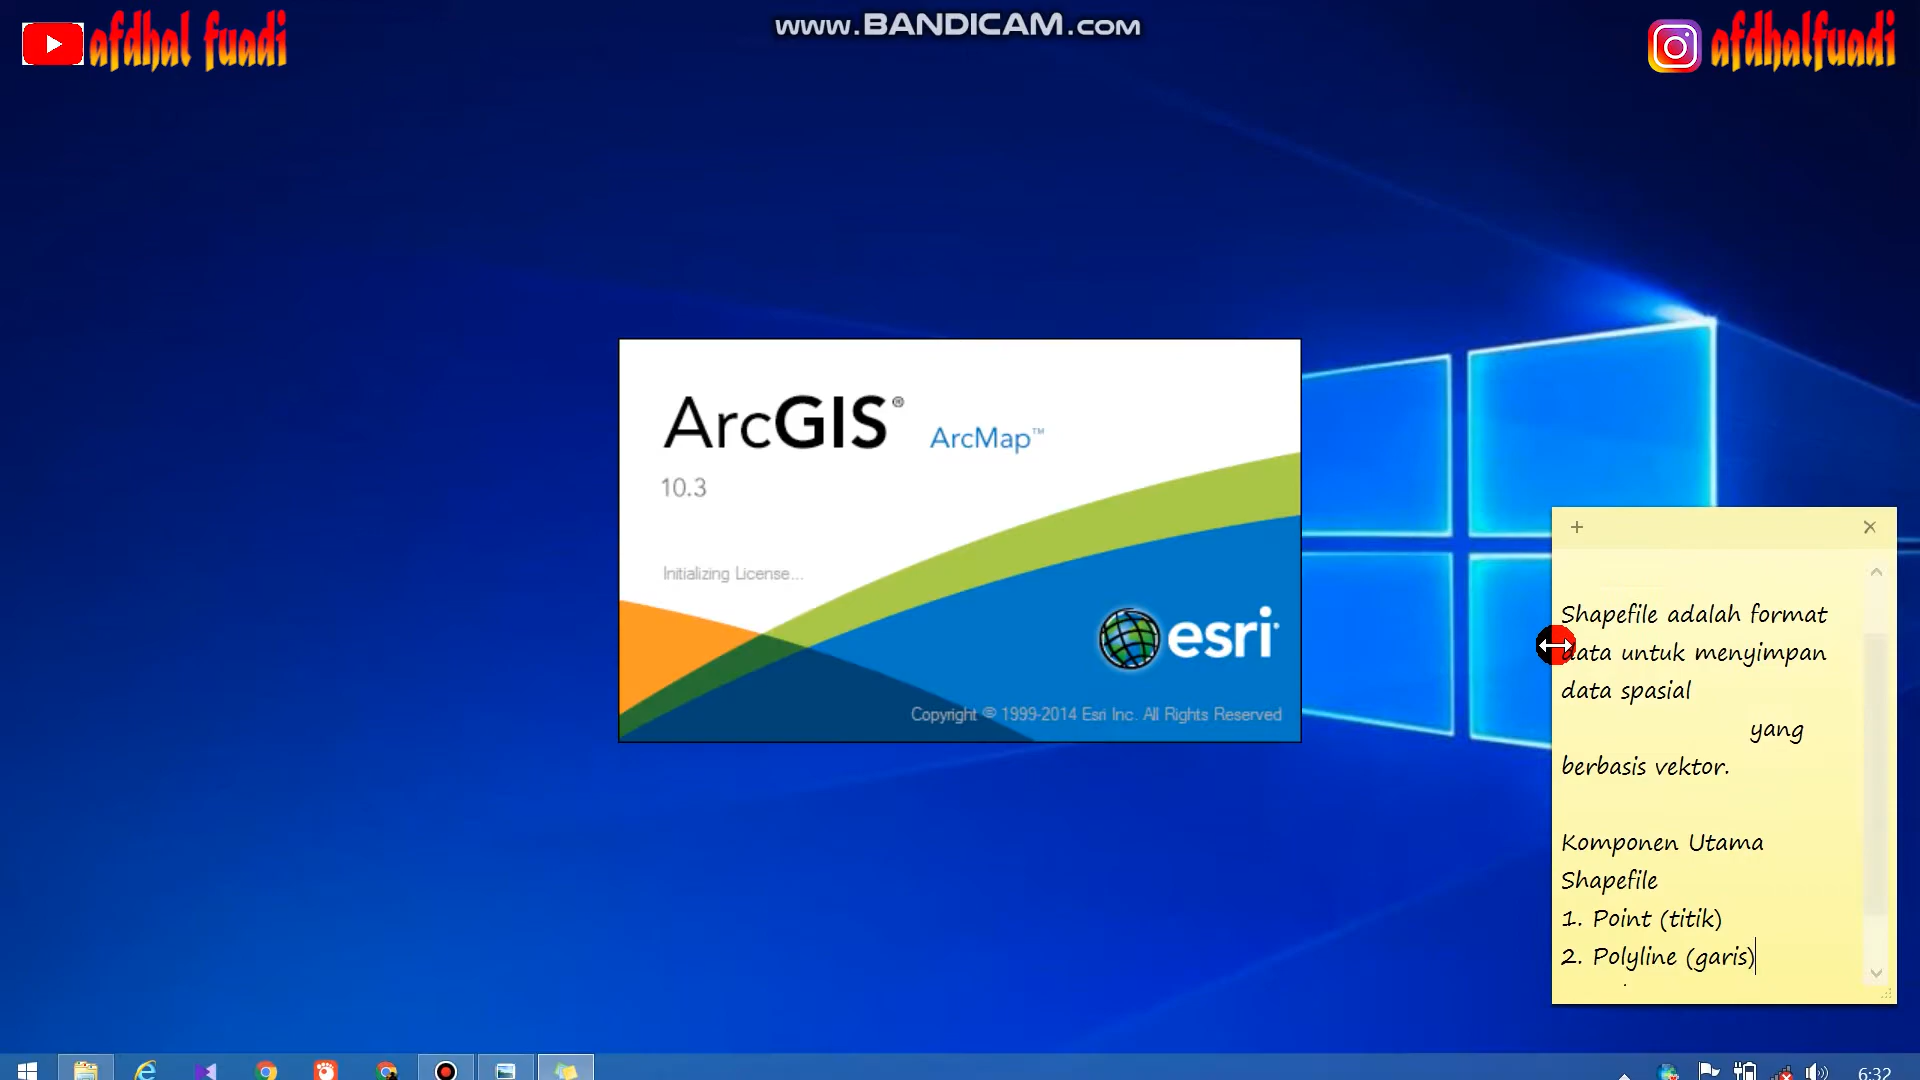 afdhal fuadi
www.BANDICAM.com
afdhalfuadi
ArcGIS® ArcMap™
10.3
Initializing License...
esri
Copyright © 1999-2014 Esri Inc. All Rights Reserved
Shapefile adalah format
data untuk menyimpan
data spasial
yang
berbasis vektor.
Komponen Utama
Shapefile
1. Point (titik)
2. Polyline (garis)
6:32